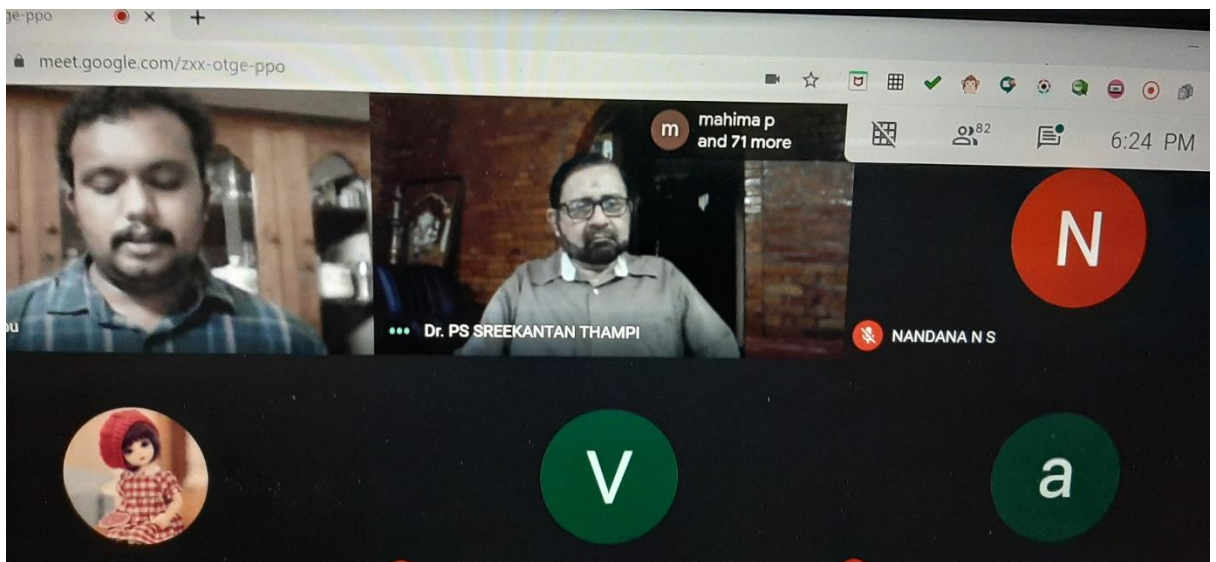 ge-ppo
meet.google.com/zxx-otge-ppo
m
mahima p
and 71 more
82
6:24 PM
Dr. PS SREEKANTAN THAMPI
N
NANDANA N S
V
a